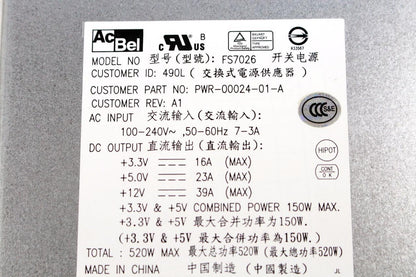 AcBel
c RU US B
MODEL NO 型号(型號): FS7026 开关电源
CUSTOMER ID: 490L (交換式電源供應器)
CUSTOMER PART NO: PWR-00024-01-A
CUSTOMER REV: A1
AC INPUT 交流输入(交流輸入):
100-240V~ ,50-60Hz 7-3A
DC OUTPUT 直流输出(直流輸出):
+3.3V 16A (MAX)
+5.0V 23A (MAX)
+12V 39A (MAX)
+3.3V & +5V COMBINED POWER 150W MAX.
+3.3V & +5V 最大合并功率为150W.
(+3.3V & +5V 最大合併功率為150W.)
TOTAL : 520W MAX 最大总功率520W (最大總功率520W)
MADE IN CHINA 中国制造 (中國製造)
CCC S&E
HIPOT
CONT OK
JL